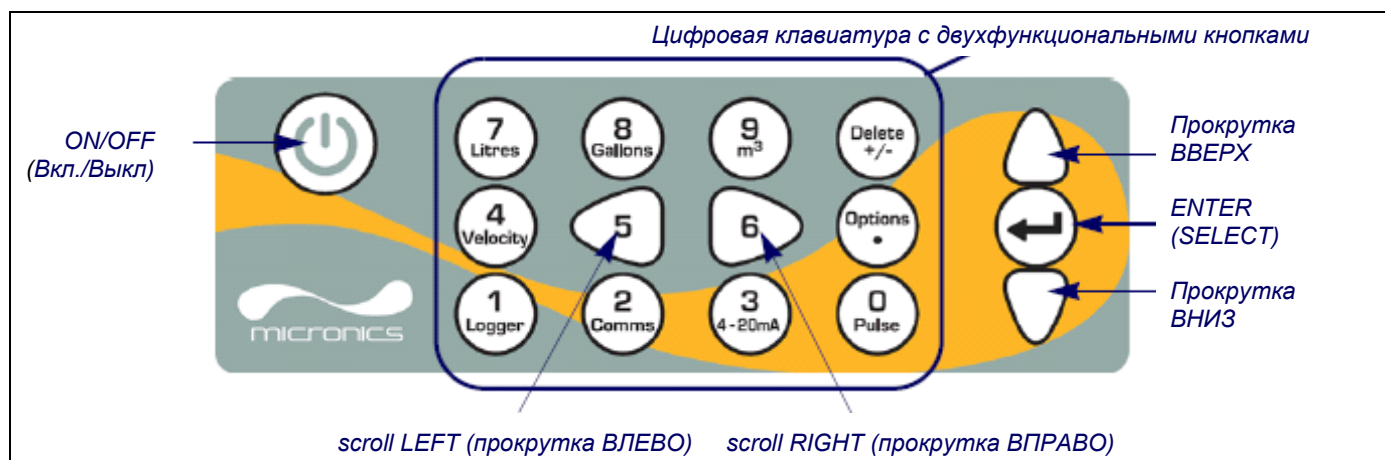 Цифровая клавиатура с двухфункциональными кнопками
ON/OFF
(Вкл./Выкл)
7
Litres
8
Gallons
9
m³
Delete
+/-
Прокрутка
ВВЕРХ
4
Velocity
5
6
Options
•
ENTER
(SELECT)
micronics
1
Logger
2
Comms
3
4-20mA
0
Pulse
Прокрутка
ВНИЗ
scroll LEFT (прокрутка ВЛЕВО)
scroll RIGHT (прокрутка ВПРАВО)